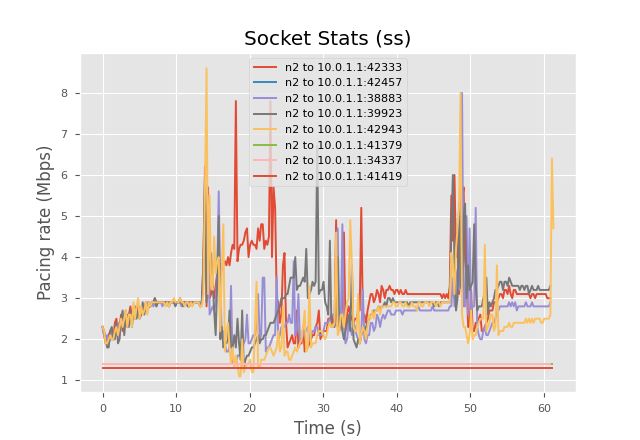 Socket Stats (ss)
n2 to 10.0.1.1:42333
n2 to 10.0.1.1:42457
n2 to 10.0.1.1:38883
n2 to 10.0.1.1:39923
n2 to 10.0.1.1:42943
n2 to 10.0.1.1:41379
n2 to 10.0.1.1:34337
n2 to 10.0.1.1:41419
Pacing rate (Mbps)
8
7
6
5
4
3
2
1
0 10 20 30 40 50 60
Time (s)